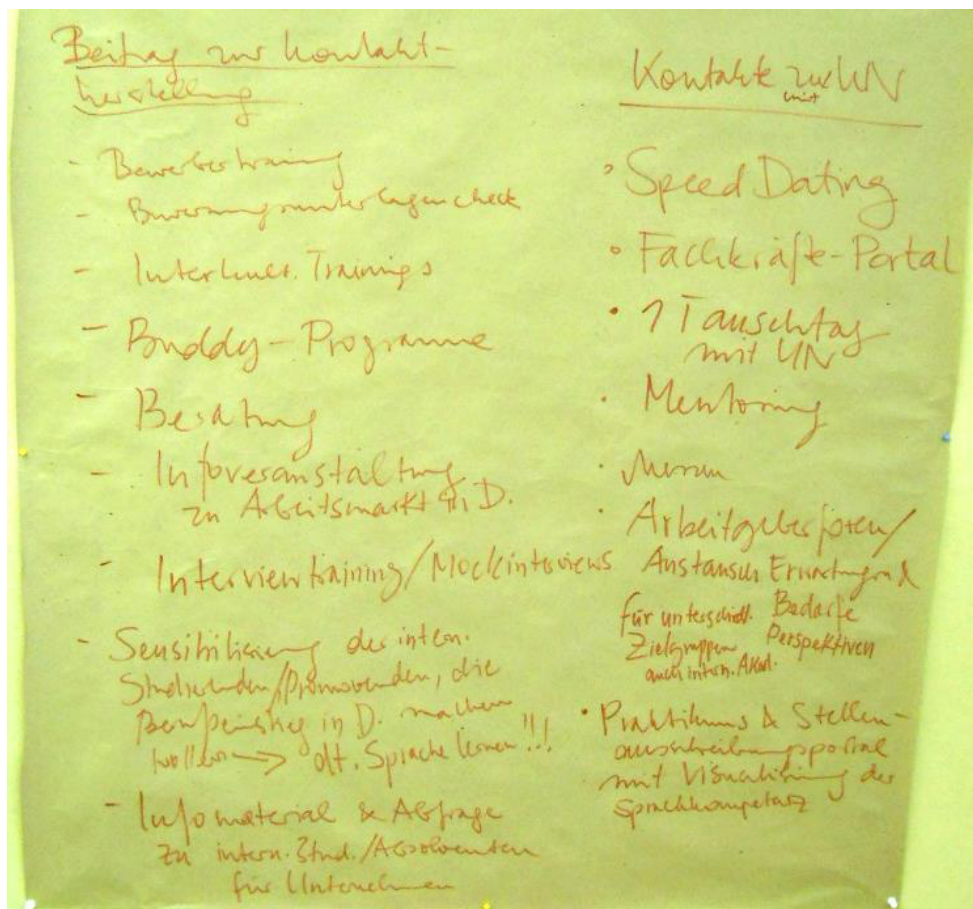 Beitrag zur Kontakt-
herstellung
- Bewerbertraining
- Bewerbungsunterlagencheck
- Interkult. Trainings
- Buddy-Programme
- Beratung
- Infoveranstaltung
zu Arbeitsmarkt in D.
- Interviewtraining/Mockinterviews
- Sensibilisierung der intern.
Studierenden/Promovenden, die
Berufseinstieg in D. machen
wollen → dt. Sprache lernen!!!
- Infomaterial & Abfrage
zu intern. Stud./Absolventen
für Unternehmen
Kontakte zu UN
mit
• Speed Dating
• Fachkräfte-Portal
• 1 Tauschtag
mit UN
• Mentoring
• Messen
• Arbeitgeberforen/
Austausch Erwartungen &
Bedarfe
Perspektiven
für unterschiedl.
Zielgruppen
auch intern. Akad.
• Praktikums & Stellen-
ausschreibungsportal
mit Visualisierung der
Sprachkompetenz